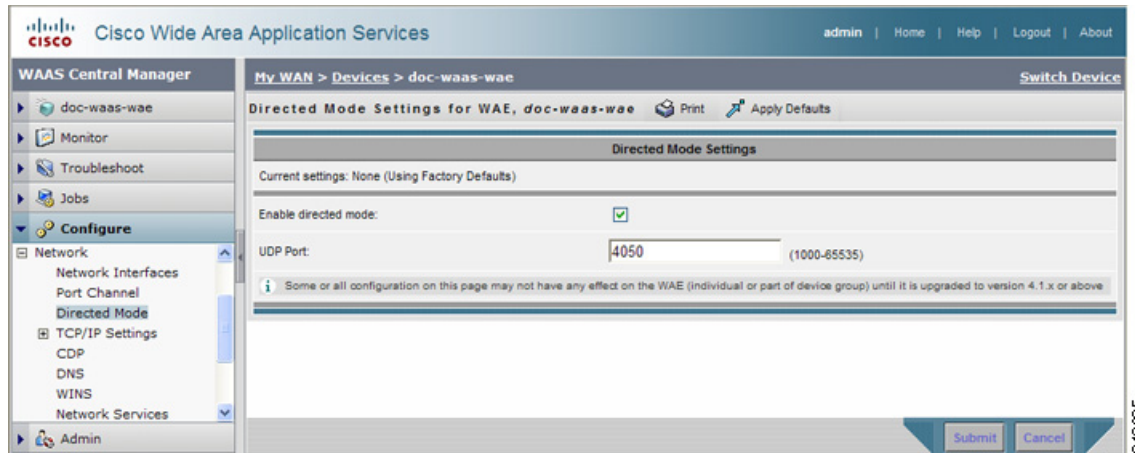 CISCO Cisco Wide Area Application Services admin | Home | Help | Logout | About
WAAS Central Manager
doc-waas-wae
Monitor
Troubleshoot
Jobs
Configure
Network
Network Interfaces
Port Channel
Directed Mode
TCP/IP Settings
CDP
DNS
WINS
Network Services
Admin
My WAN > Devices > doc-waas-wae Switch Device
Directed Mode Settings for WAE, doc-waas-wae Print Apply Defaults
Directed Mode Settings
Current settings: None (Using Factory Defaults)
Enable directed mode:
UDP Port: 4050 (1000-65535)
Some or all configuration on this page may not have any effect on the WAE (individual or part of device group) until it is upgraded to version 4.1.x or above
Submit Cancel